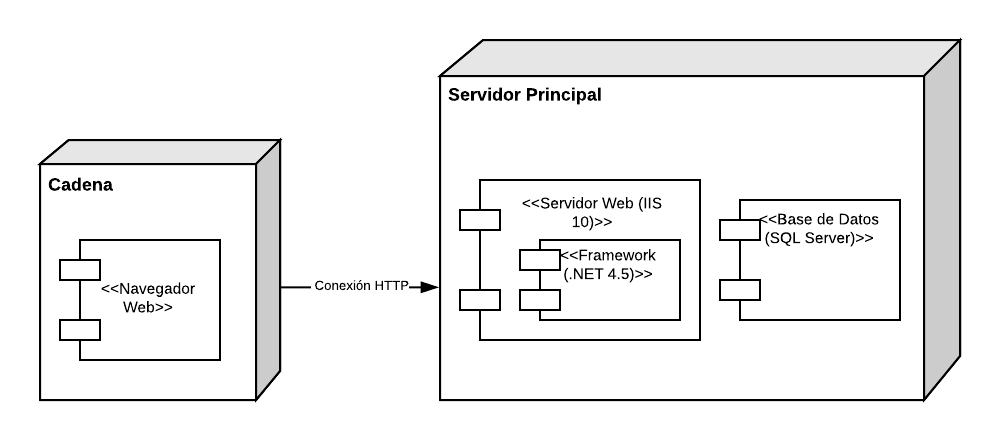 Servidor Principal
Cadena
<<Servidor Web (IIS
10)>>
<<Base de Datos
(SQL Server)>>
<<Framework
(.NET 4.5)>>
<<Navegador
Web>>
Conexión HTTP